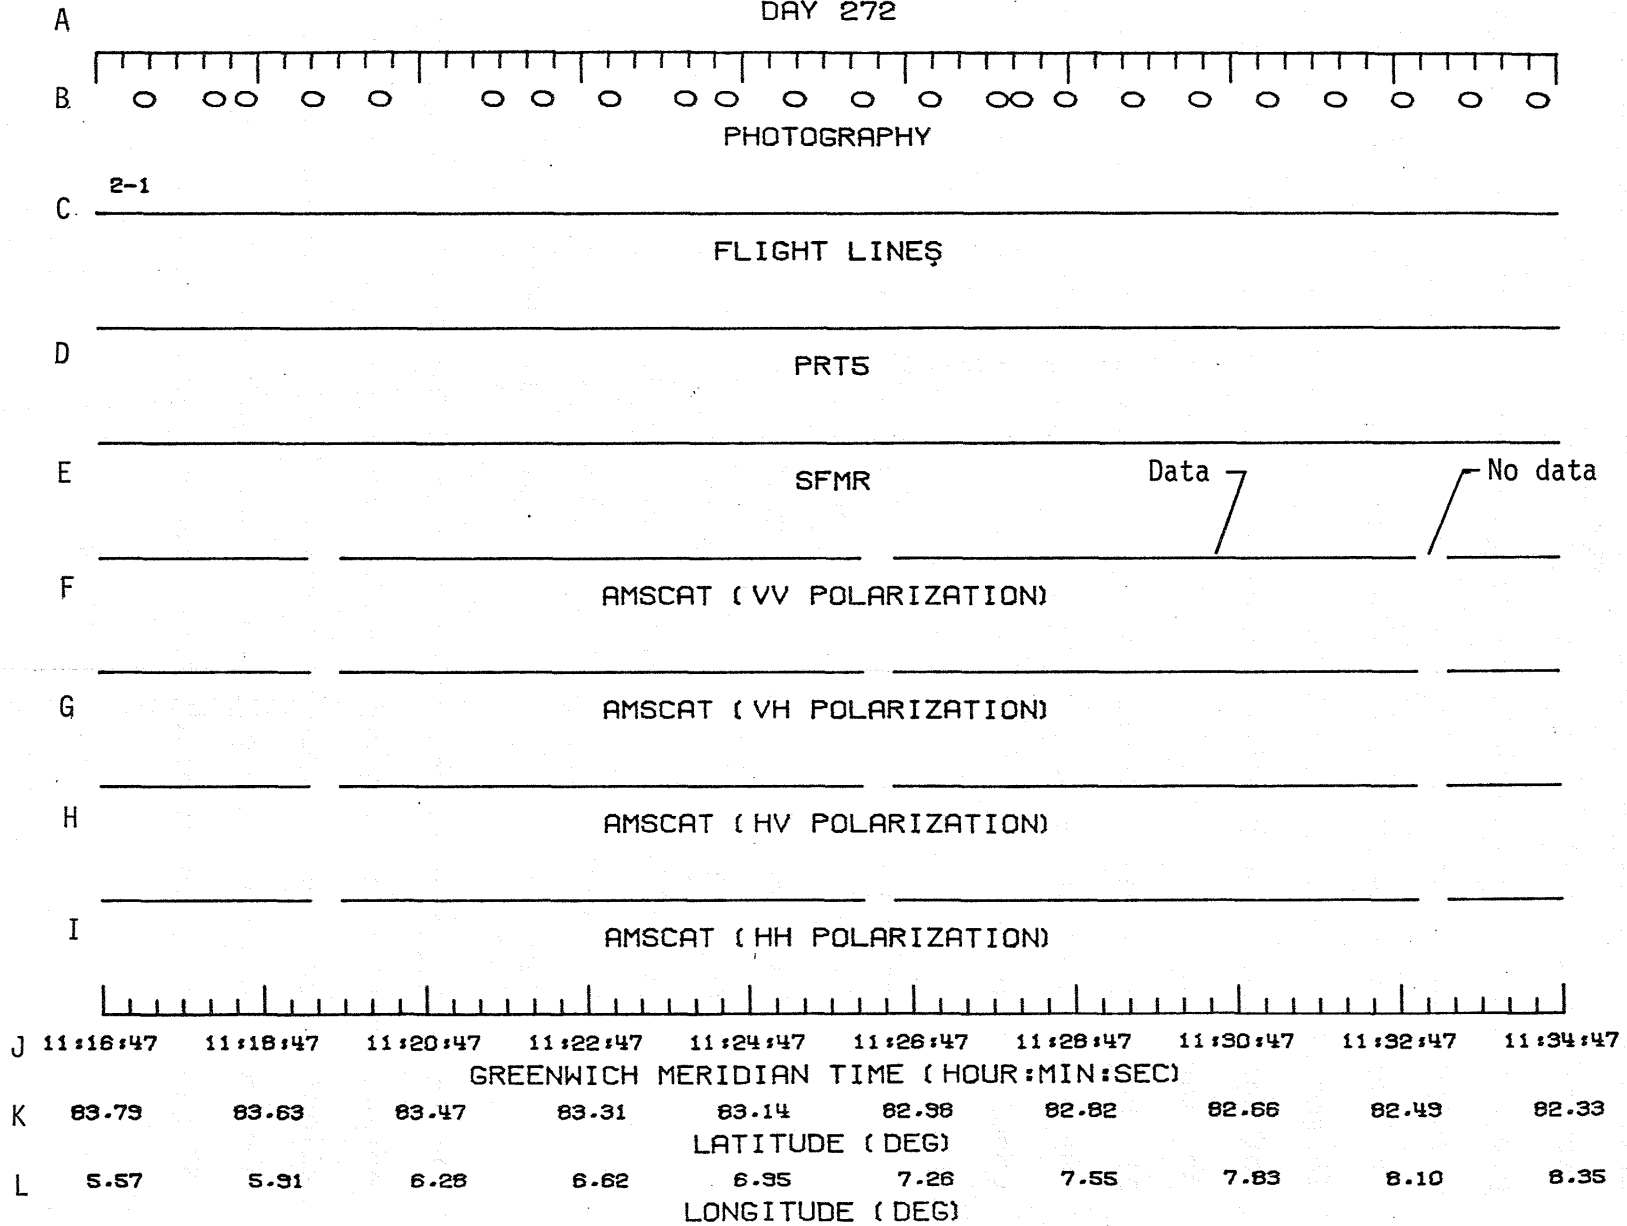 DAY 272
A
B
PHOTOGRAPHY
2-1
C
FLIGHT LINES
D
PRT5
E
SFMR
Data
No data
F
AMSCAT (VV POLARIZATION)
G
AMSCAT (VH POLARIZATION)
H
AMSCAT (HV POLARIZATION)
I
AMSCAT (HH POLARIZATION)
J 11:16:47 11:18:47 11:20:47 11:22:47 11:24:47 11:26:47 11:28:47 11:30:47 11:32:47 11:34:47
GREENWICH MERIDIAN TIME (HOUR:MIN:SEC)
K 83.79 83.63 83.47 83.31 83.14 82.98 82.82 82.66 82.49 82.33
LATITUDE (DEG)
L 5.57 5.91 6.28 6.62 6.95 7.26 7.55 7.83 8.10 8.35
LONGITUDE (DEG)